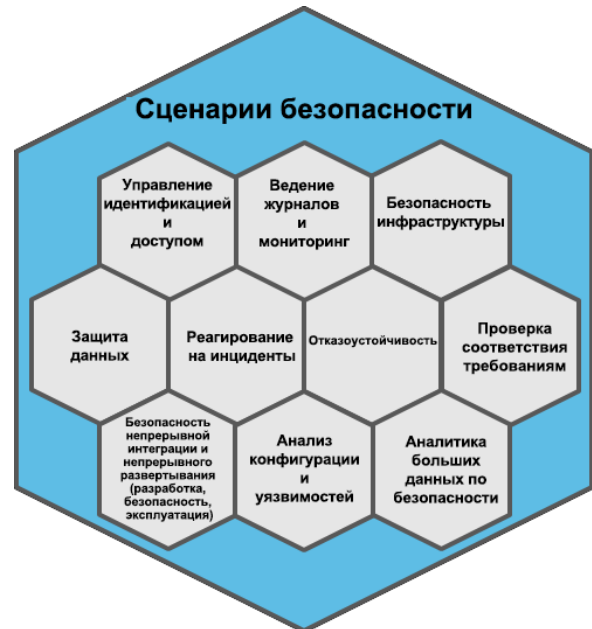 Сценарии безопасности
Управление
идентификацией
и
доступом
Ведение
журналов
и
мониторинг
Безопасность
инфраструктуры
Защита
данных
Реагирование
на инциденты
Отказоустойчивость
Проверка
соответствия
требованиям
Безопасность
непрерывной
интеграции и
непрерывного
развертывания
(разработка,
безопасность,
эксплуатация)
Анализ
конфигурации
и
уязвимостей
Аналитика
больших
данных по
безопасности